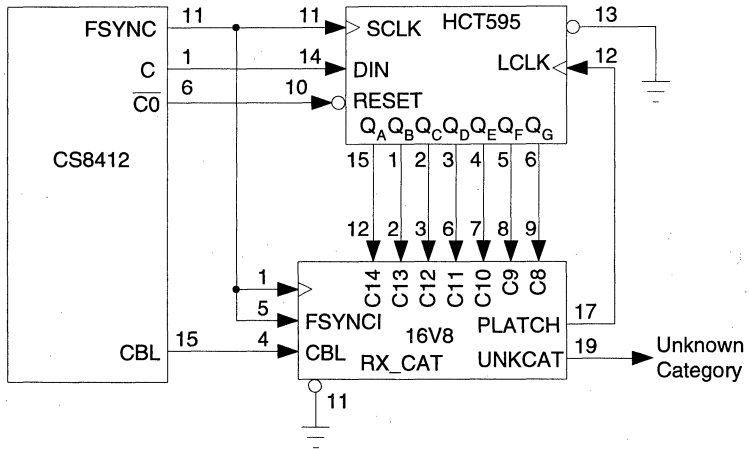 FSYNC 11 11 SCLK HCT595 13
C 1 14 DIN LCLK 12
C0 6 10 RESET
QA QB QC QD QE QF QG
CS8412
15 1 2 3 4 5 6
12 2 3 6 7 8 9
C14 C13 C12 C11 C10 C9 C8
1
5 FSYNCI 16V8 PLATCH 17
CBL 15 4 CBL RX_CAT UNKCAT 19 Unknown
Category
11